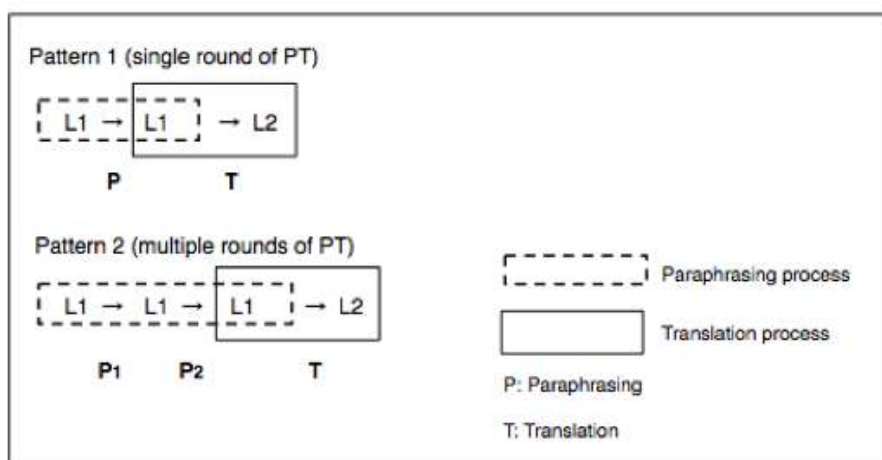 Pattern 1 (single round of PT)
L1 → L1 → L2
P T
Pattern 2 (multiple rounds of PT)
L1 → L1 → L1 → L2
P1 P2 T
Paraphrasing process
Translation process
P: Paraphrasing
T: Translation